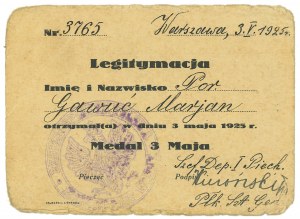 Nr. 3765 Warszawa, 3.V.1925.
Legitymacja
Imię i Nazwisko Por.
Gawuć Marjan
otrzymał(a) w dniu 3 maja 1925 r.
Medal 3 Maja
Szef Dep. I Piech.
Pieczęć Podpis
Płk. Szt. Gen.